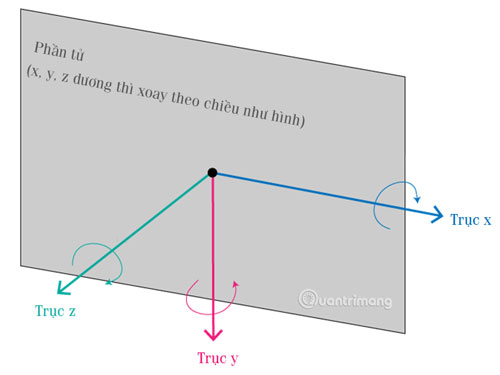 Phần tử
(x, y, z dương thì xoay theo chiều như hình)
Trục x
Quantrimang
Trục z
Trục y